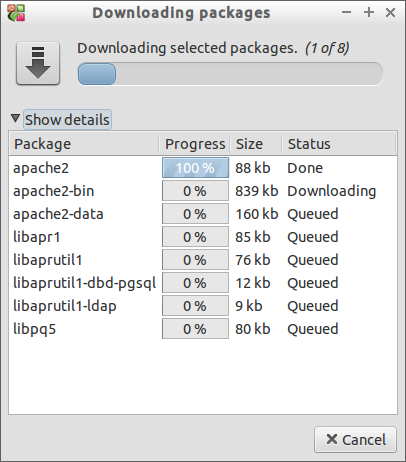 Downloading packages
Downloading selected packages. (1 of 8)
Show details
Package Progress Size Status
apache2 100 % 88 kb Done
apache2-bin 0 % 839 kb Downloading
apache2-data 0 % 160 kb Queued
libapr1 0 % 85 kb Queued
libaprutil1 0 % 76 kb Queued
libaprutil1-dbd-pgsql 0 % 12 kb Queued
libaprutil1-ldap 0 % 9 kb Queued
libpq5 0 % 80 kb Queued
Cancel